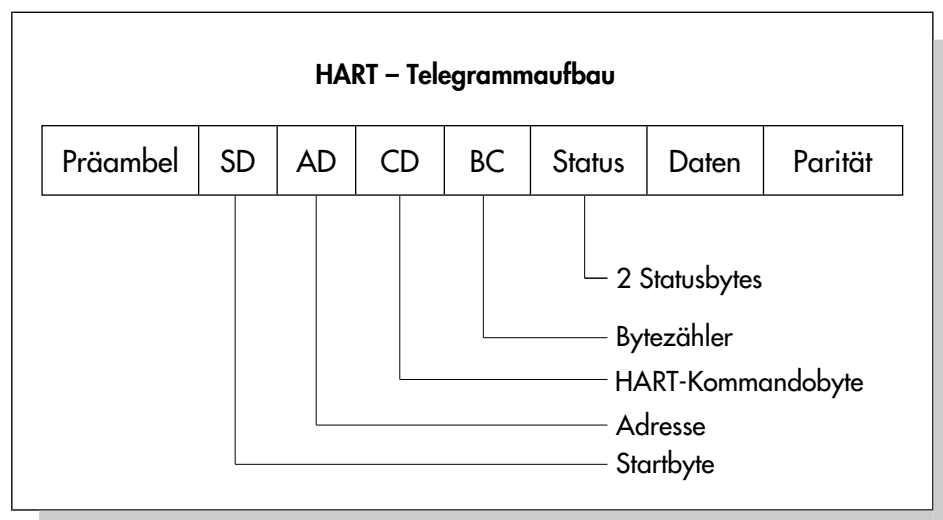 HART – Telegrammaufbau
Präambel SD AD CD BC Status Daten Parität
2 Statusbytes
Bytezähler
HART-Kommandobyte
Adresse
Startbyte